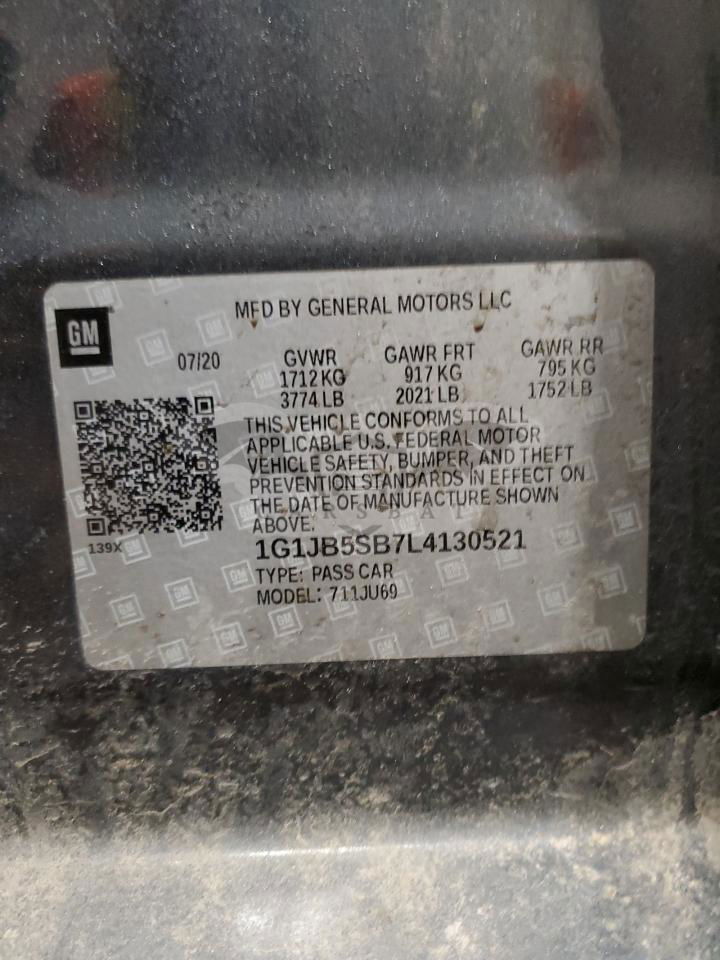 MFD BY GENERAL MOTORS LLC
GM
07/20 GVWR GAWR FRT GAWR RR
1712 KG 917 KG 795 KG
3774 LB 2021 LB 1752 LB
THIS VEHICLE CONFORMS TO ALL
APPLICABLE U.S. FEDERAL MOTOR
VEHICLE SAFETY, BUMPER, AND THEFT
PREVENTION STANDARDS IN EFFECT ON
THE DATE OF MANUFACTURE SHOWN
ABOVE.
139X
1G1JB5SB7L4130521
TYPE: PASS CAR
MODEL: 711JU69